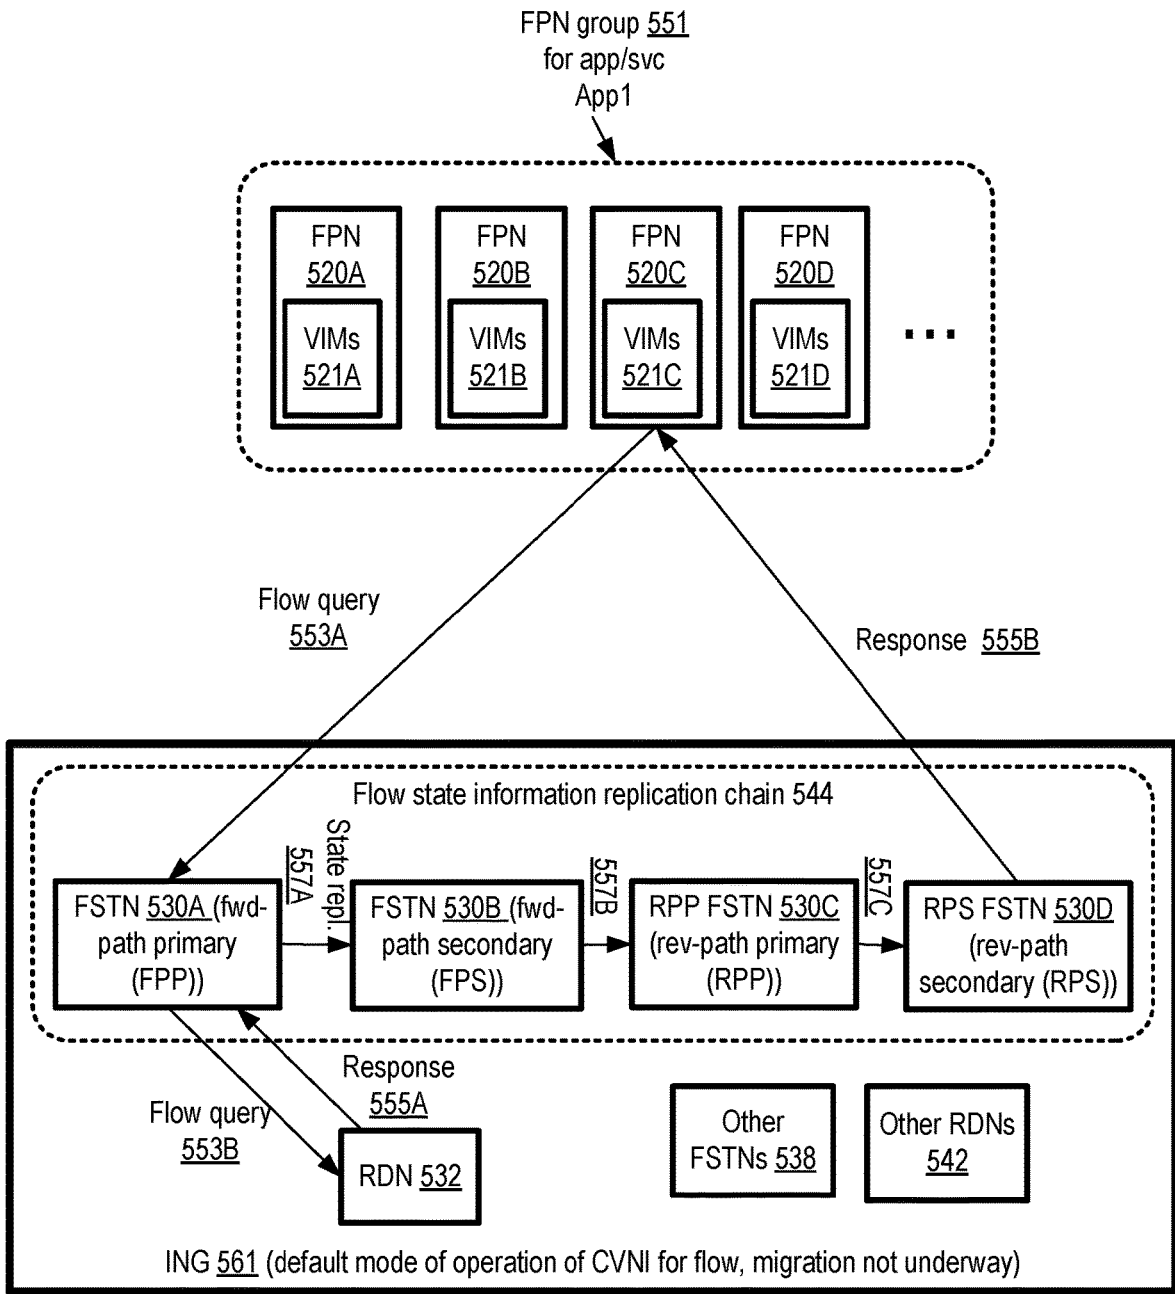 FPN group 551
for app/svc
App1
FPN
520A
VIMs
521A
FPN
520B
VIMs
521B
FPN
520C
VIMs
521C
FPN
520D
VIMs
521D
...
Flow query
553A
Response 555B
Flow state information replication chain 544
FSTN 530A (fwd-
path primary
(FPP))
557A
State repl.
FSTN 530B (fwd-
path secondary
(FPS))
557B
RPP FSTN 530C
(rev-path primary
(RPP))
557C
RPS FSTN 530D
(rev-path
secondary (RPS))
Flow query
553B
Response
555A
RDN 532
Other
FSTNs 538
Other RDNs
542
ING 561 (default mode of operation of CVNI for flow, migration not underway)